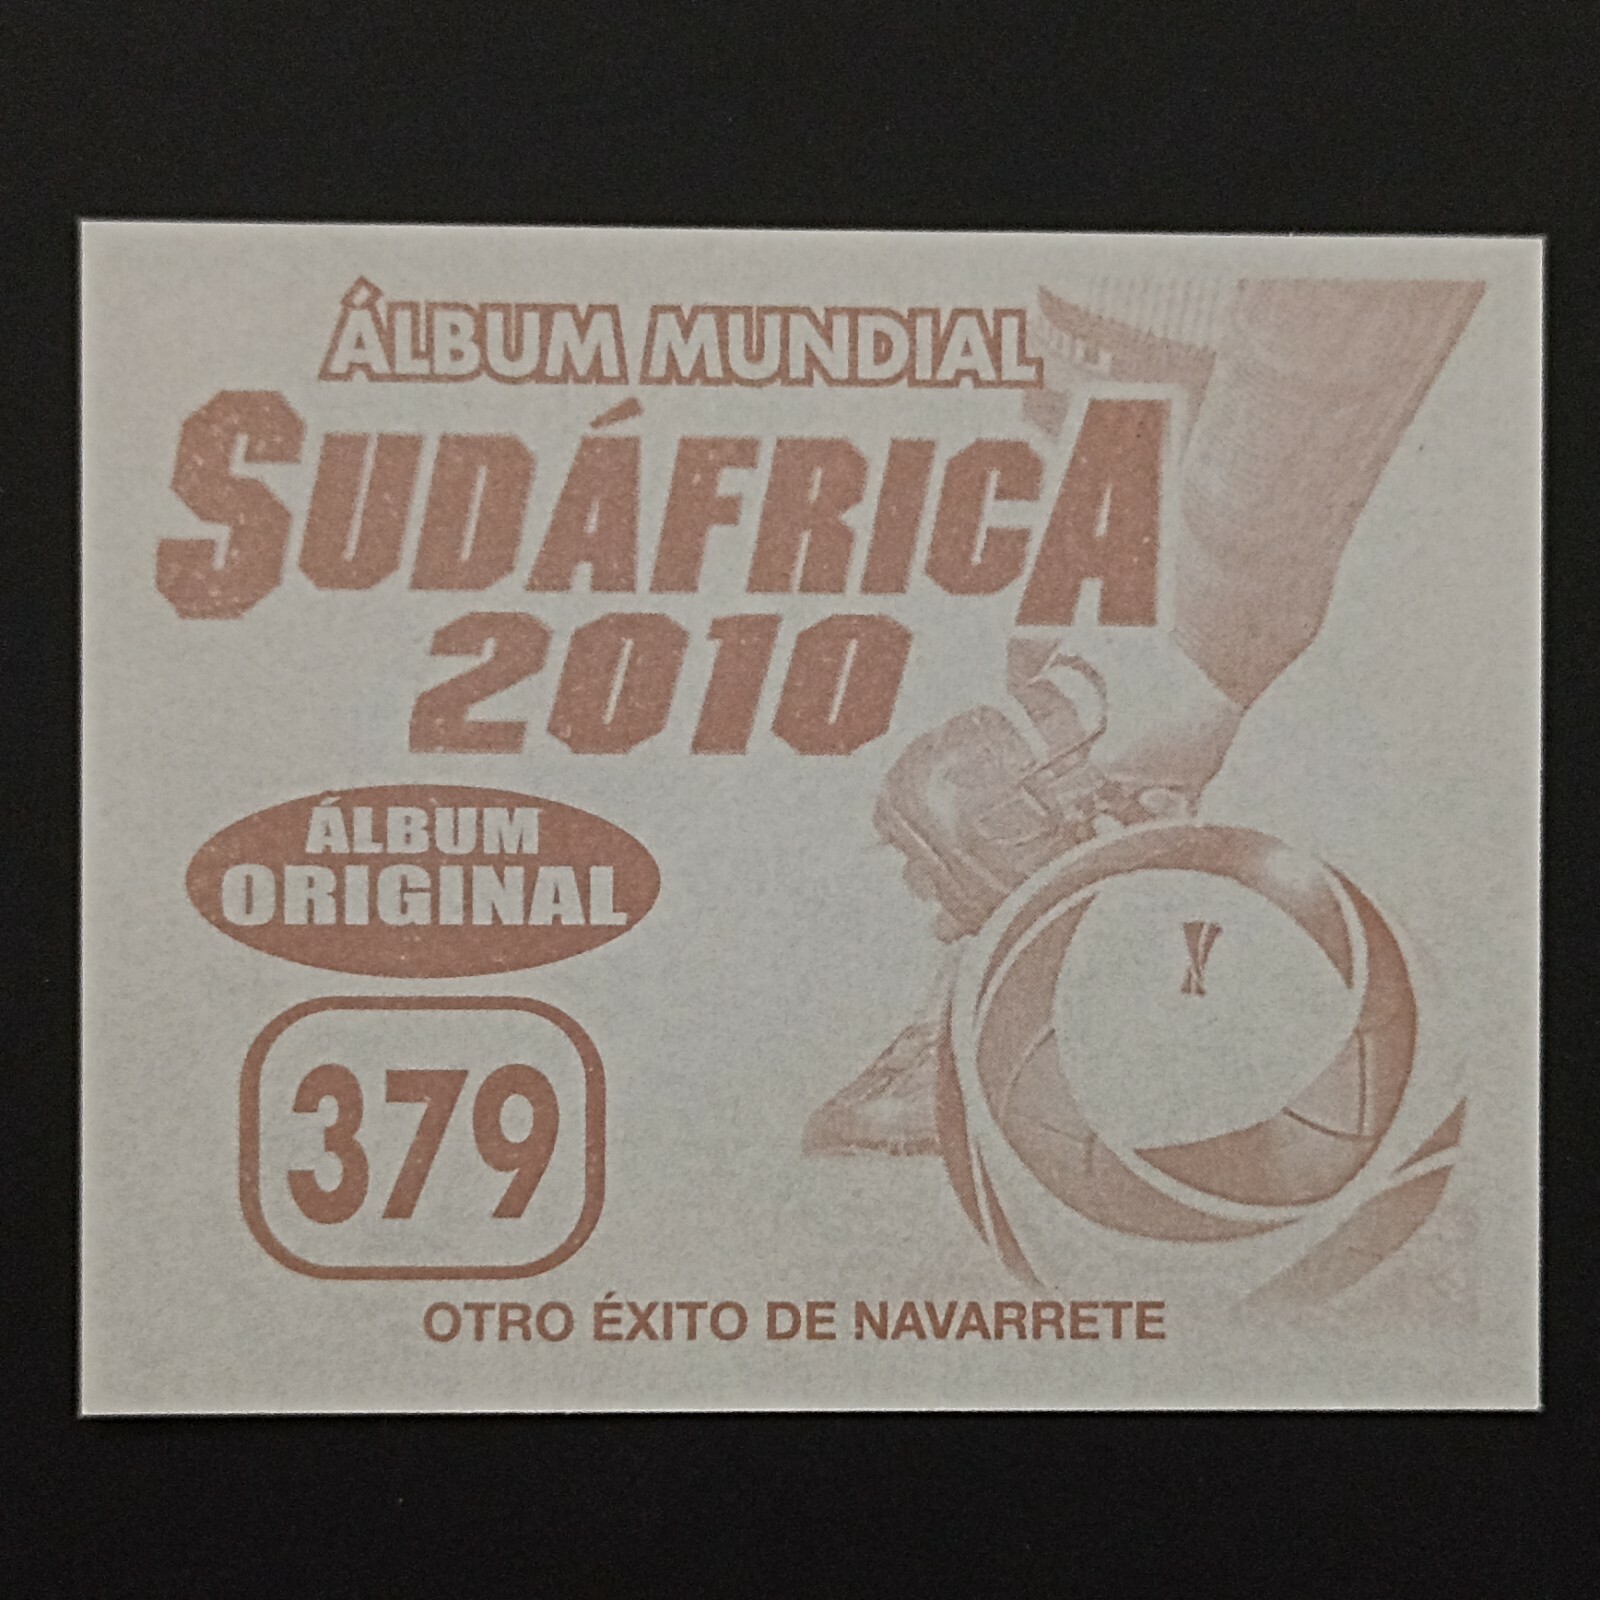 ÁLBUM MUNDIAL
SUDÁFRICA
2010
ÁLBUM
ORIGINAL
379
OTRO ÉXITO DE NAVARRETE